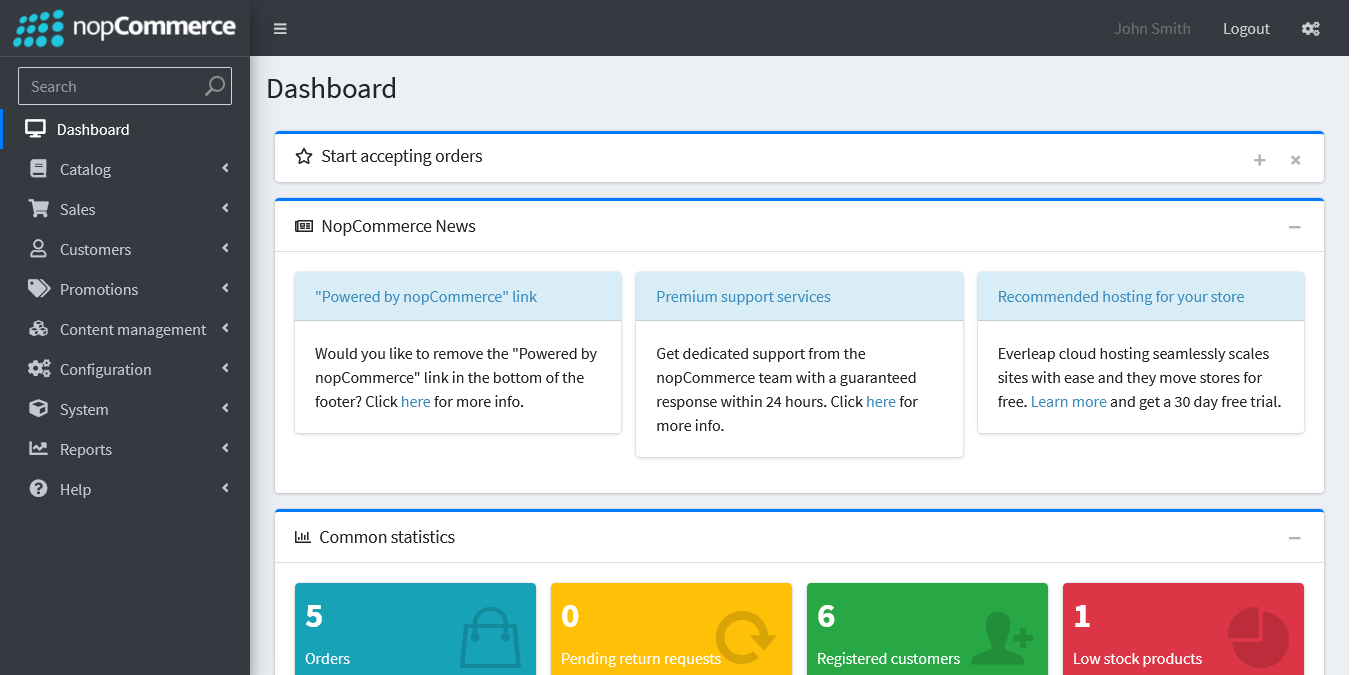 nopCommerce
John Smith
Logout
Search
Dashboard
Catalog
Sales
Customers
Promotions
Content management
Configuration
System
Reports
Help
Dashboard
Start accepting orders
NopCommerce News
"Powered by nopCommerce" link
Would you like to remove the "Powered by
nopCommerce" link in the bottom of the
footer? Click here for more info.
Premium support services
Get dedicated support from the
nopCommerce team with a guaranteed
response within 24 hours. Click here for
more info.
Recommended hosting for your store
Everleap cloud hosting seamlessly scales
sites with ease and they move stores for
free. Learn more and get a 30 day free trial.
Common statistics
5
Orders
0
Pending return requests
6
Registered customers
1
Low stock products